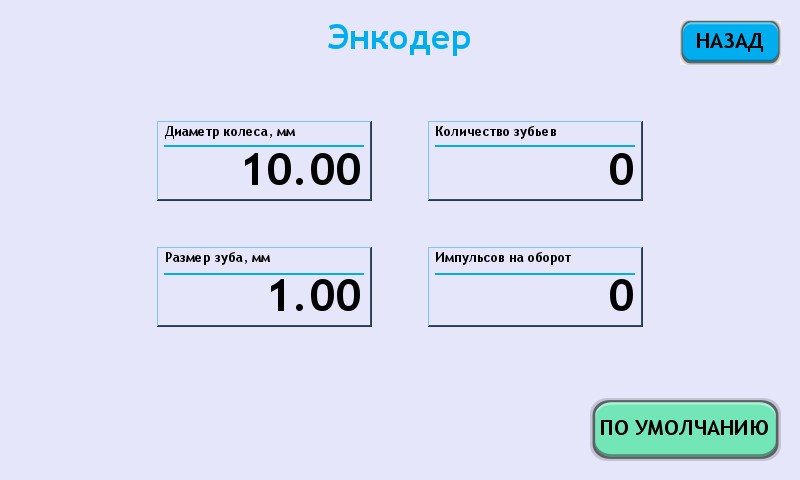 Энкодер
НАЗАД
Диаметр колеса, мм
10.00
Количество зубьев
0
Размер зуба, мм
1.00
Импульсов на оборот
0
ПО УМОЛЧАНИЮ